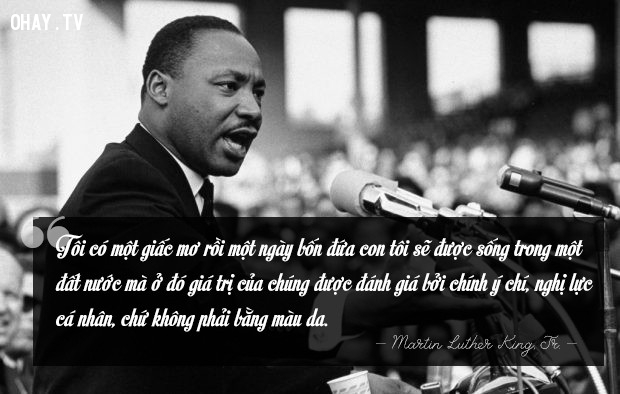 OHAY.TV
“Tôi có một giấc mơ rồi một ngày bốn đứa con tôi sẽ được sống trong một
đất nước mà ở đó giá trị của chúng được đánh giá bởi chính ý chí, nghị lực
cá nhân, chứ không phải bằng màu da.
— Martin Luther King, Jr. —